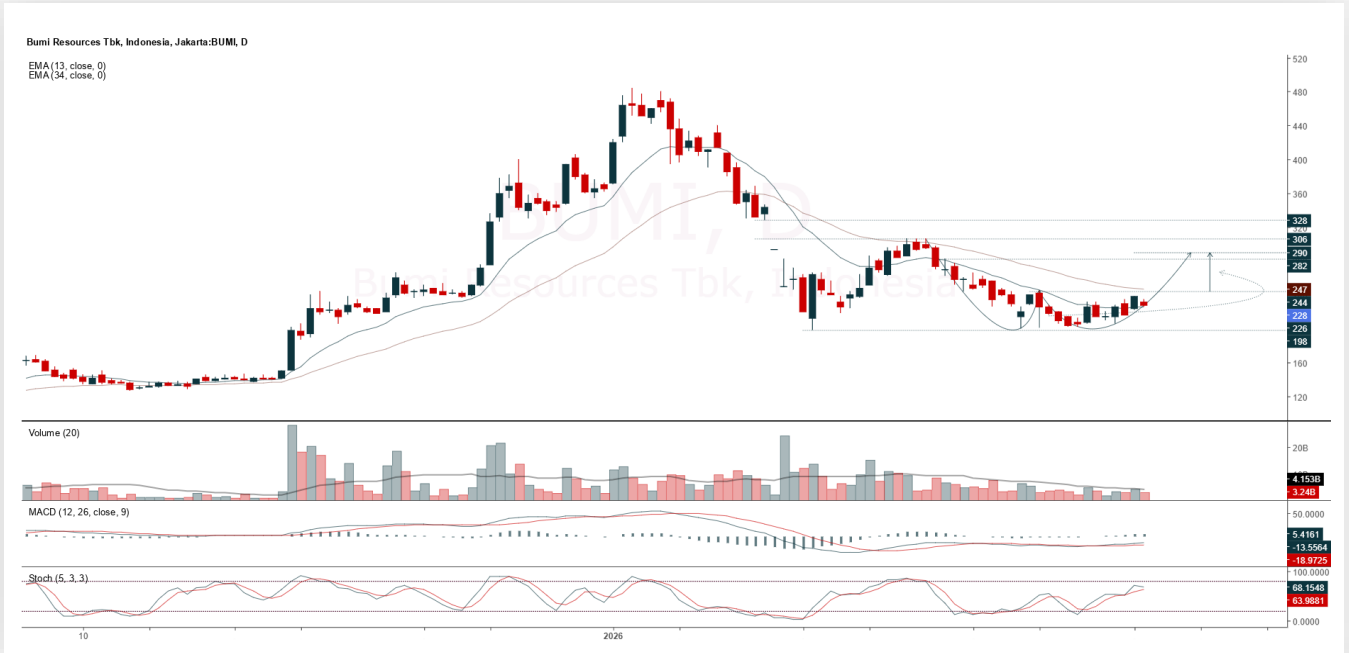 Bumi Resources Tbk, Indonesia, Jakarta:BUMI, D
EMA (13, close, 0)
EMA (34, close, 0)
BUMI, D
Bumi Resources Tbk, Indonesia
520
480
440
400
360
328
320
306
290
282
247
244
228
226
198
160
120
Volume (20)
20B
4.153B
3.24B
MACD (12, 26, close, 9)
50.0000
5.4161
-13.5564
-18.9725
Stoch (5, 3, 3)
100.0000
68.1548
63.9881
0.0000
10
2026